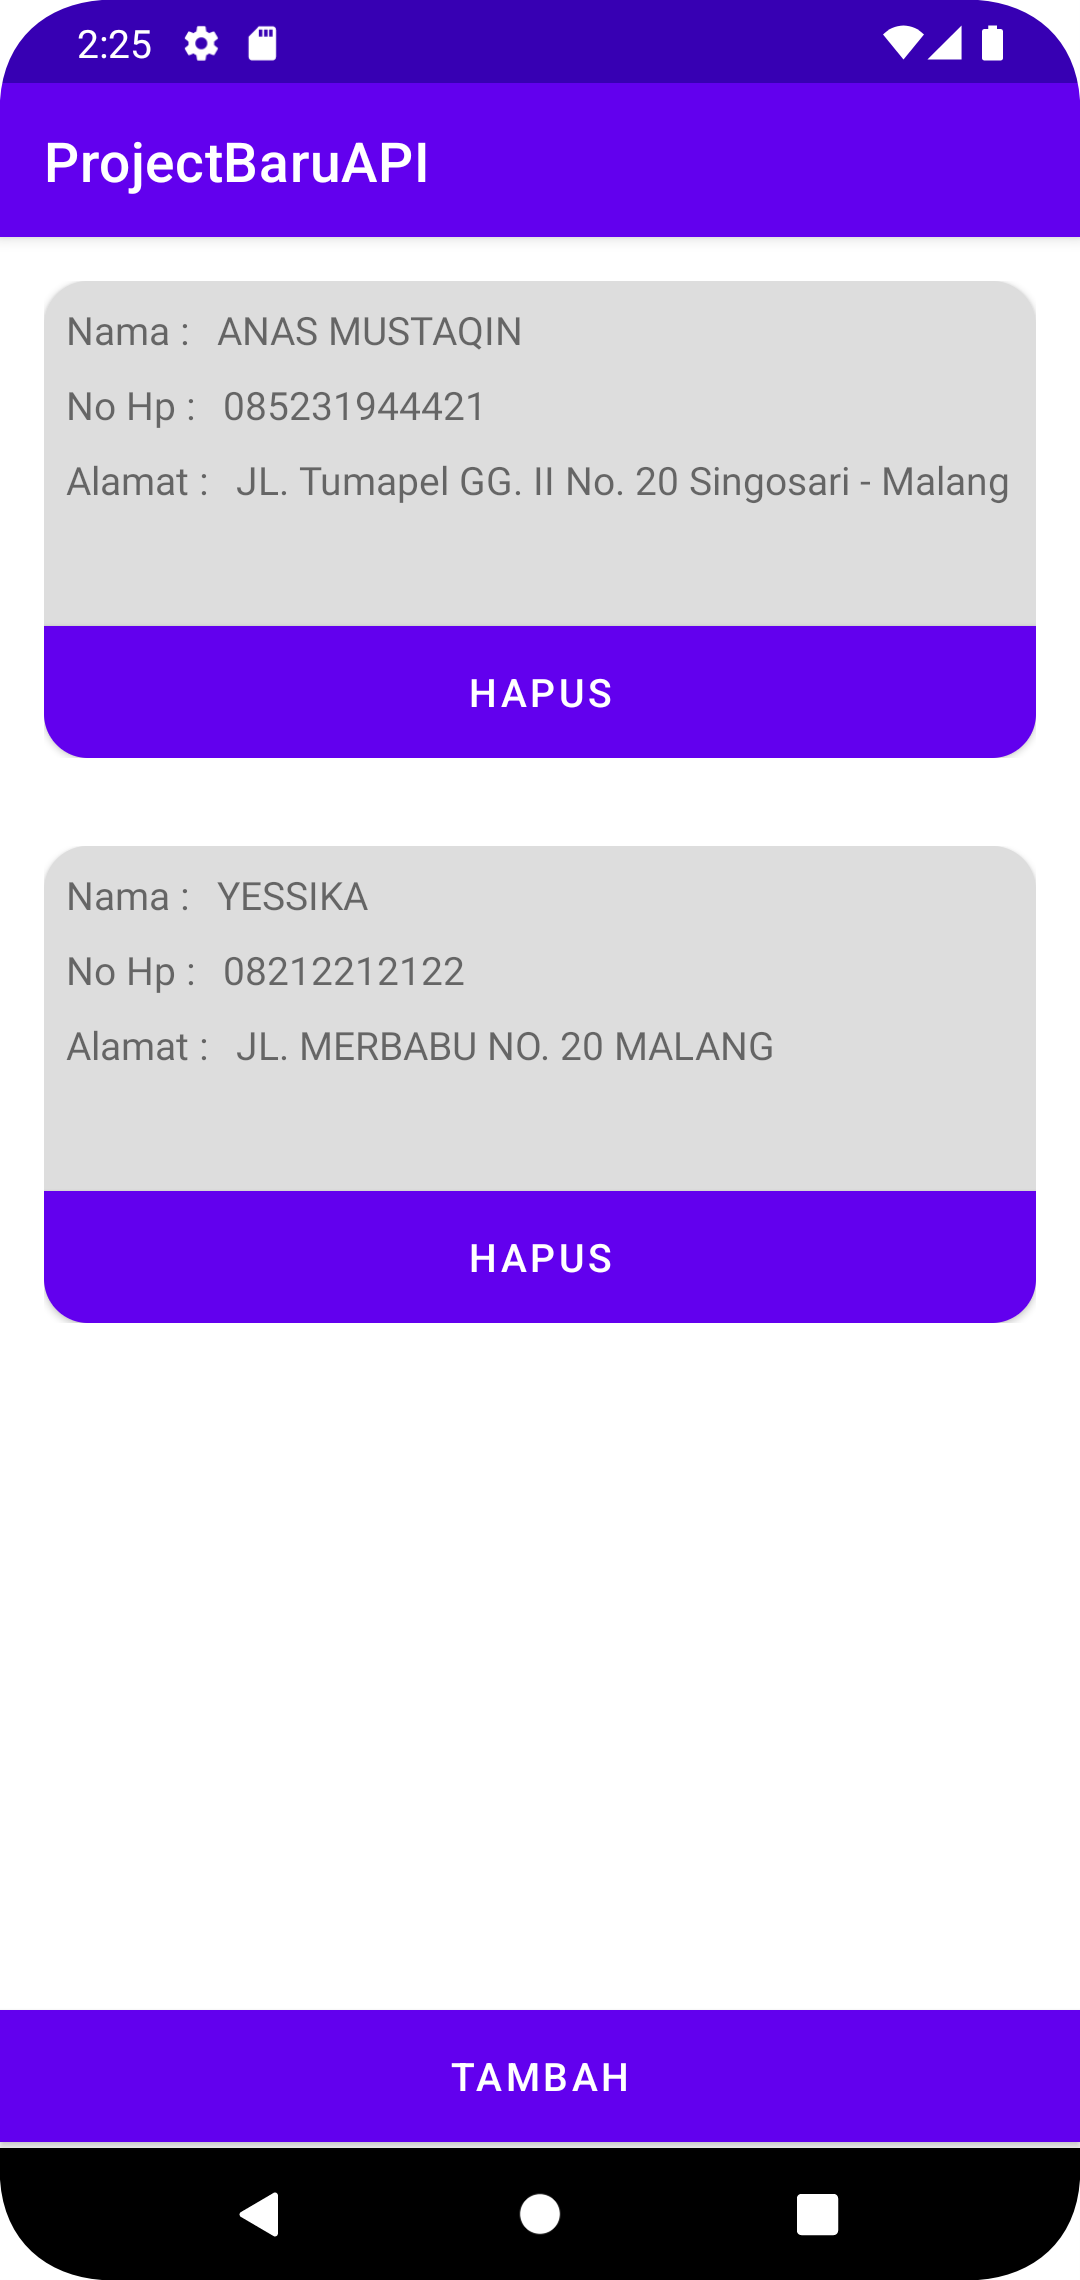 2:25
ProjectBaruAPI
Nama : ANAS MUSTAQIN
No Hp : 085231944421
Alamat : JL. Tumapel GG. II No. 20 Singosari - Malang
HAPUS
Nama : YESSIKA
No Hp : 08212212122
Alamat : JL. MERBABU NO. 20 MALANG
HAPUS
TAMBAH